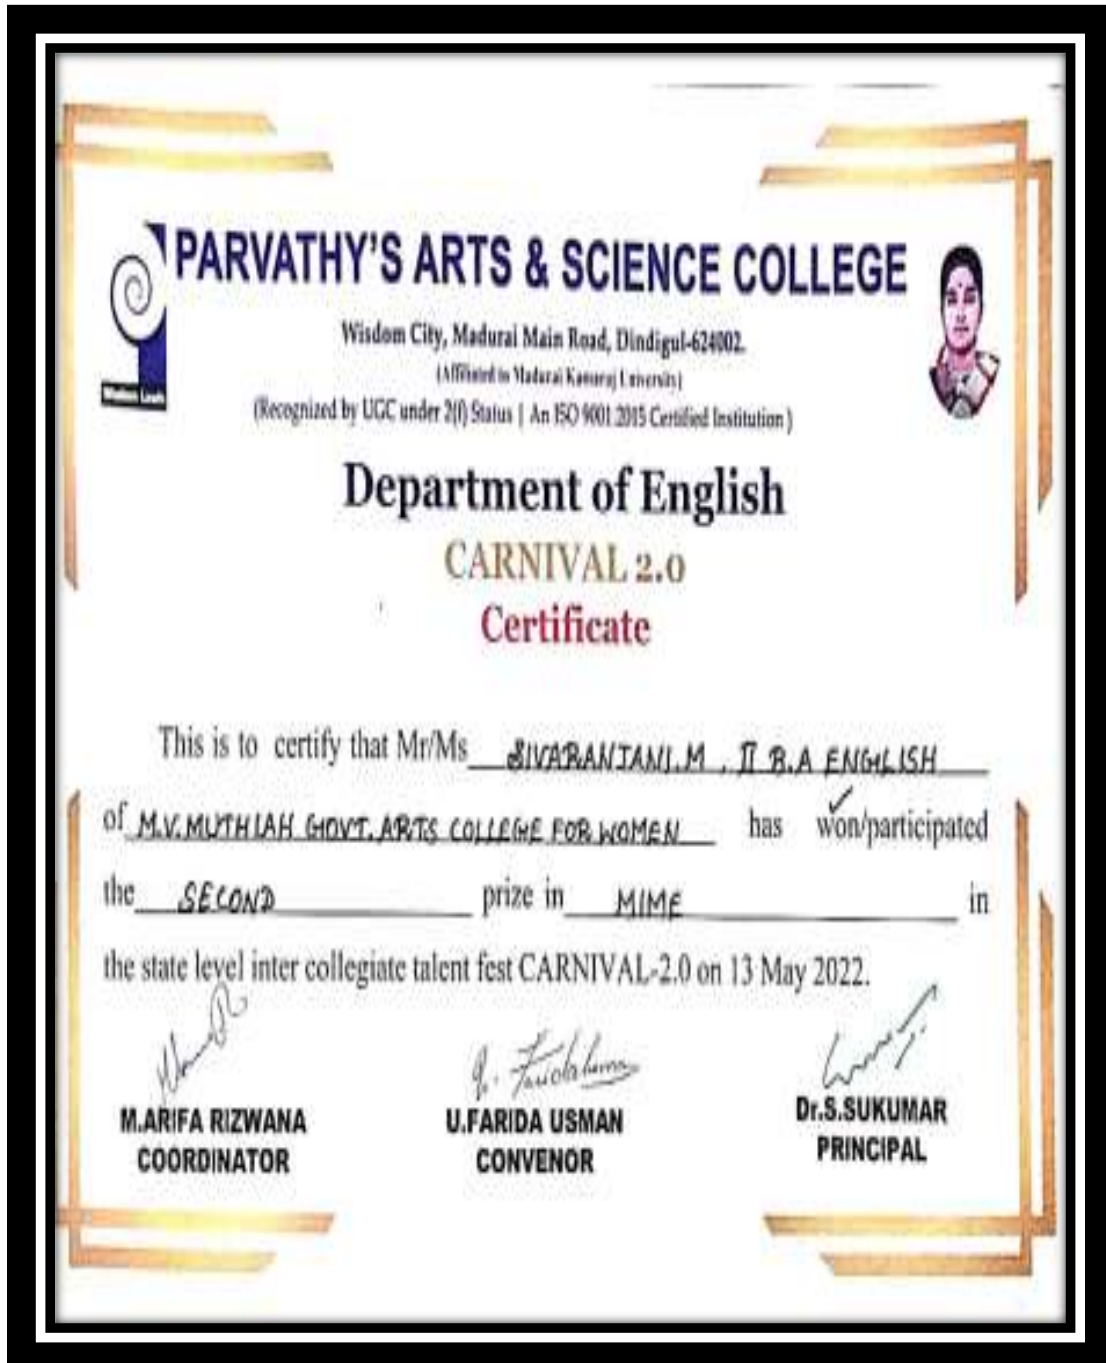 PARVATHY'S ARTS & SCIENCE COLLEGE
Wisdom City, Madurai Main Road, Dindigul-624002.
(Affiliated to Madurai Kamaraj University)
(Recognized by UGC under 2(f) Status | An ISO 9001:2015 Certified Institution)
Wisdom Leads
Department of English
CARNIVAL 2.0
Certificate
This is to certify that Mr/Ms SIVARANJANI.M, II B.A ENGLISH
of M.V.MUTHIAH GOVT. ARTS COLLEGE FOR WOMEN has won/participated
the SECOND prize in MIME in
the state level inter collegiate talent fest CARNIVAL-2.0 on 13 May 2022.
M.ARIFA RIZWANA
COORDINATOR
U.FARIDA USMAN
CONVENOR
Dr.S.SUKUMAR
PRINCIPAL